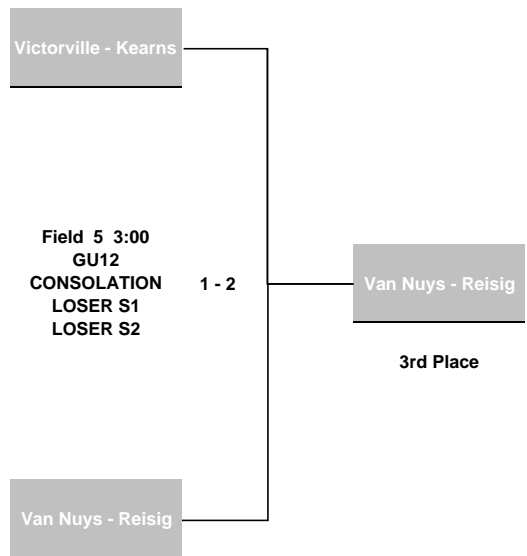 Victorville - Kearns
Field 5 3:00
GU12
CONSOLATION
LOSER S1
LOSER S2
1 - 2
Van Nuys - Reisig
3rd Place
Van Nuys - Reisig